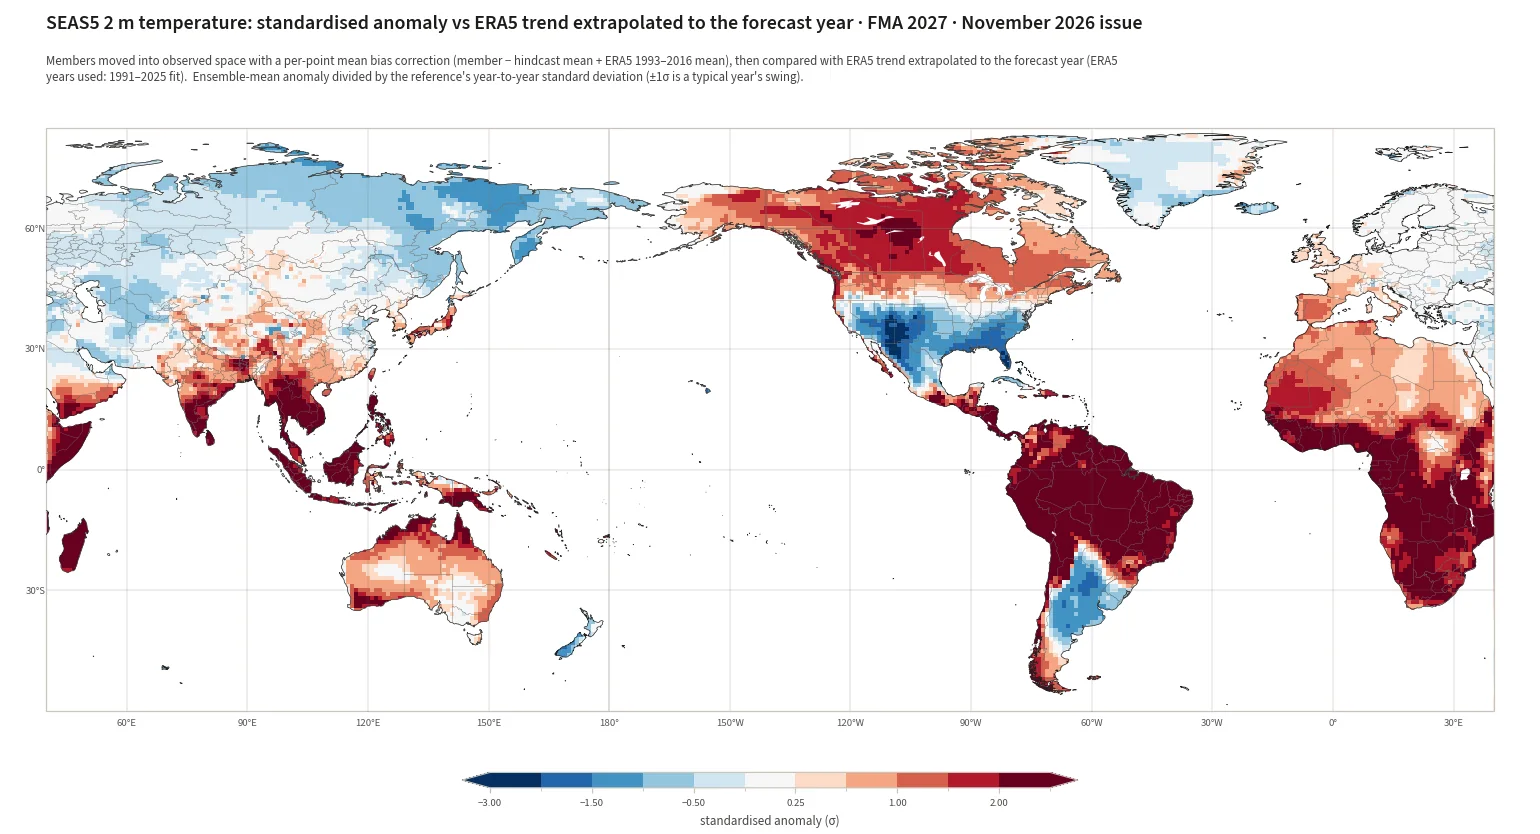 SEAS5 2 m temperature: standardised anomaly vs ERA5 trend extrapolated to the forecast year · FMA 2027 · November 2026 issue
Members moved into observed space with a per-point mean bias correction (member − hindcast mean + ERA5 1993–2016 mean), then compared with ERA5 trend extrapolated to the forecast year (ERA5
years used: 1991–2025 fit). Ensemble-mean anomaly divided by the reference's year-to-year standard deviation (±1σ is a typical year's swing).
60°N
30°N
0°
30°S
60°E 90°E 120°E 150°E 180° 150°W 120°W 90°W 60°W 30°W 0° 30°E
−3.00 −1.50 −0.50 0.25 1.00 2.00
standardised anomaly (σ)